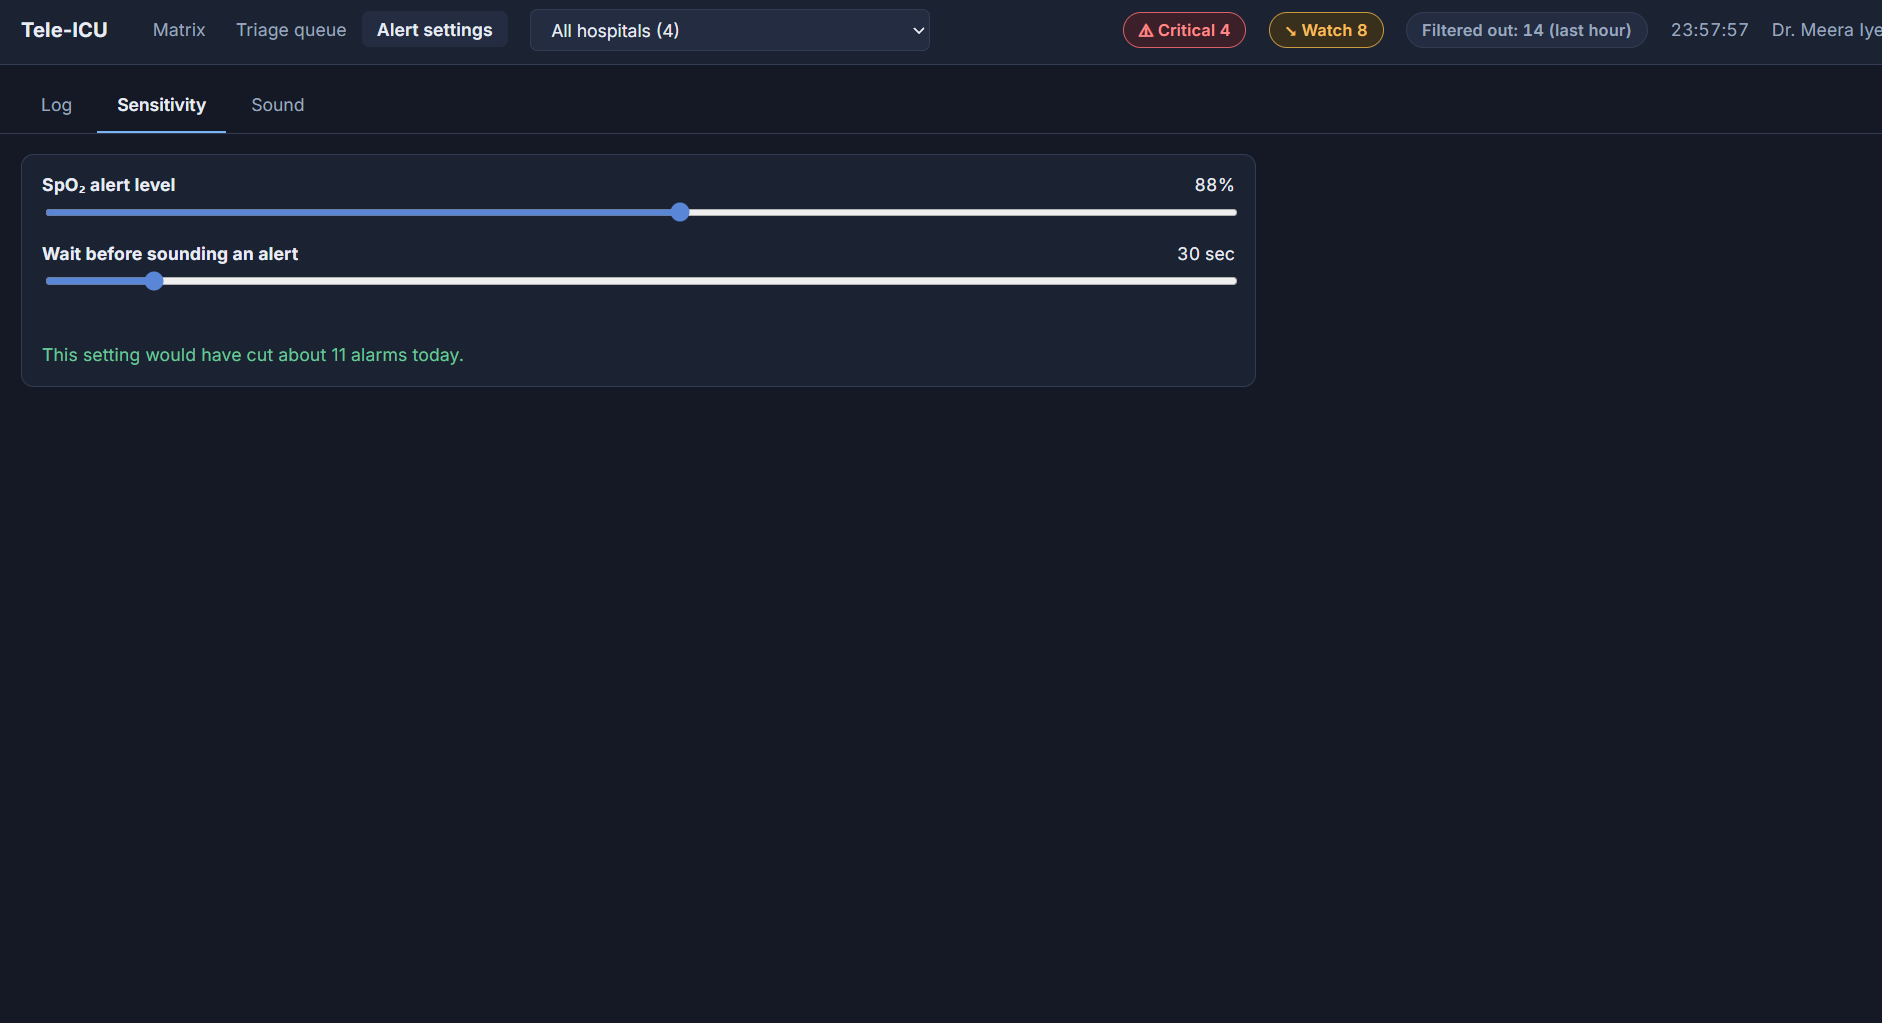 Tele-ICU Matrix Triage queue Alert settings All hospitals (4) ⚠ Critical 4 ↘ Watch 8 Filtered out: 14 (last hour) 23:57:57 Dr. Meera
Log Sensitivity Sound
SpO₂ alert level 88%
Wait before sounding an alert 30 sec
This setting would have cut about 11 alarms today.